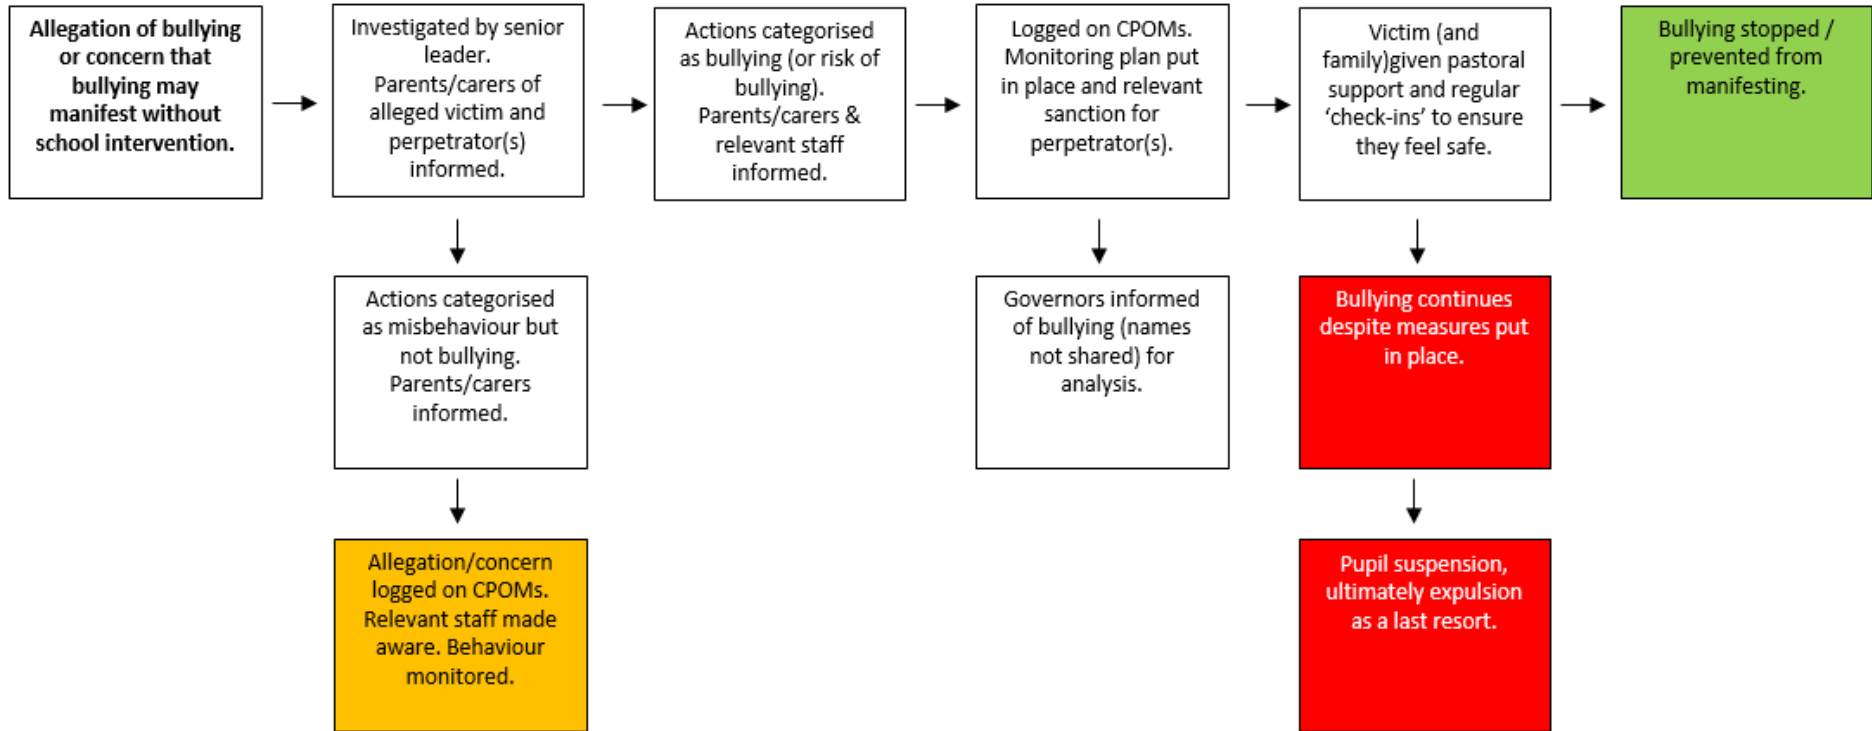 Allegation of bullying
or concern that
bullying may
manifest without
school intervention.
Investigated by senior
leader.
Parents/carers of
alleged victim and
perpetrator(s)
informed.
Actions categorised
as bullying (or risk of
bullying).
Parents/carers &
relevant staff
informed.
Logged on CPOMs.
Monitoring plan put
in place and relevant
sanction for
perpetrator(s).
Victim (and
family)given pastoral
support and regular
‘check-ins’ to ensure
they feel safe.
Bullying stopped /
prevented from
manifesting.
Actions categorised
as misbehaviour but
not bullying.
Parents/carers
informed.
Governors informed
of bullying (names
not shared) for
analysis.
Bullying continues
despite measures put
in place.
Allegation/concern
logged on CPOMs.
Relevant staff made
aware. Behaviour
monitored.
Pupil suspension,
ultimately expulsion
as a last resort.